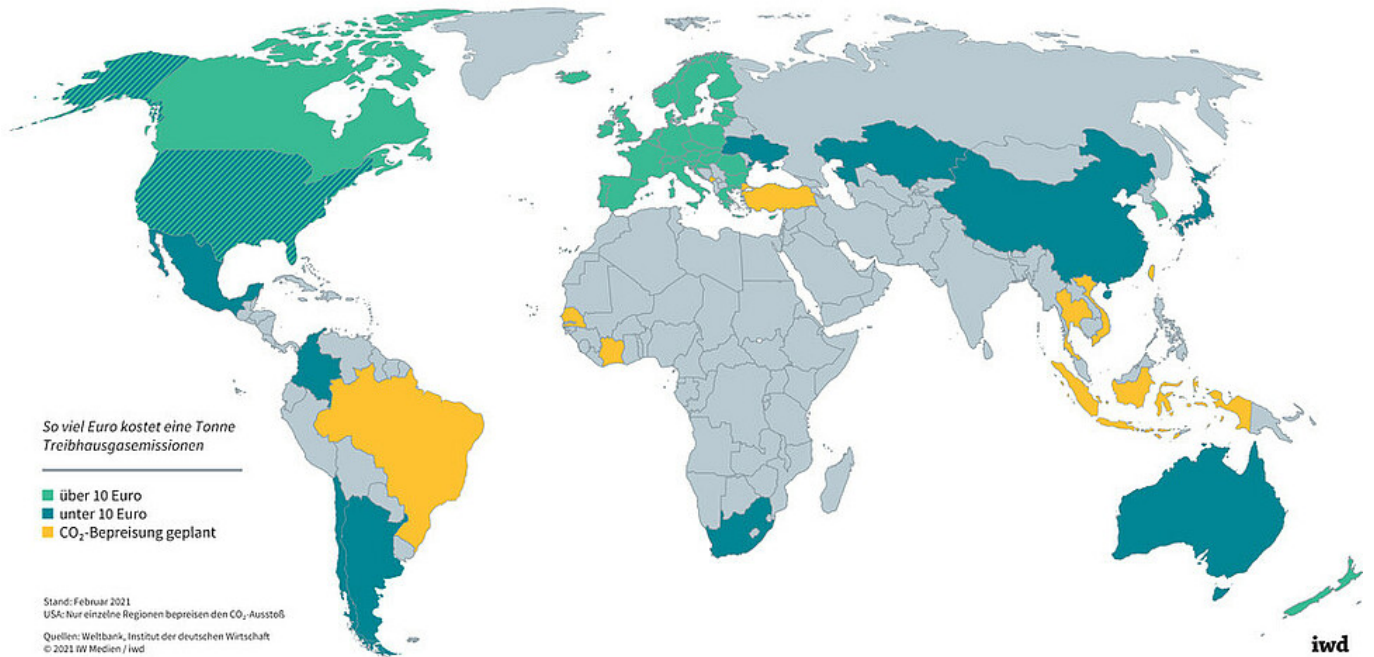 So viel Euro kostet eine Tonne
Treibhausgasemissionen
über 10 Euro
unter 10 Euro
CO₂-Bepreisung geplant
Stand: Februar 2021
USA: Nur einzelne Regionen bepreisen den CO₂-Ausstoß
Quellen: Weltbank, Institut der deutschen Wirtschaft
© 2021 IW Medien / iwd
iwd